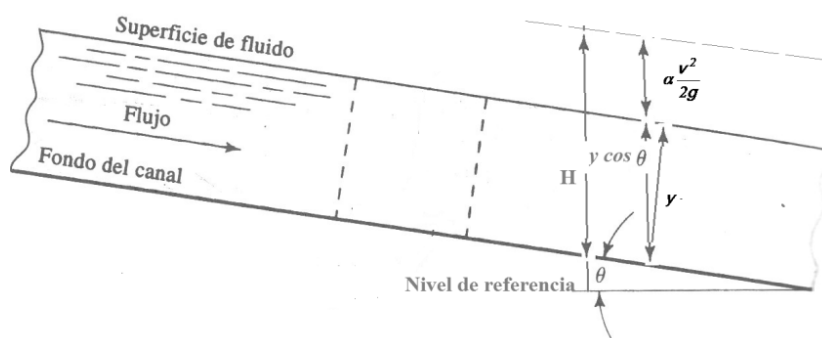 Superficie de fluido
Flujo
Fondo del canal
H
α v²/2g
y cos θ
y
θ
Nivel de referencia